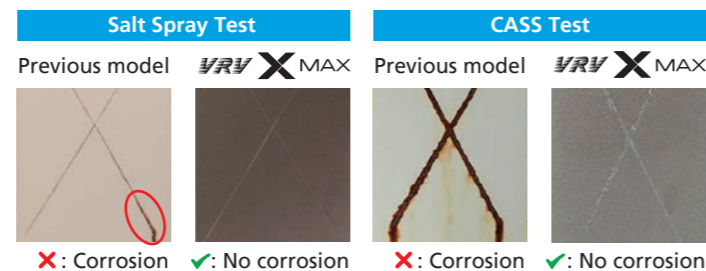 Salt Spray Test
CASS Test
Previous model
VRV X MAX
Previous model
VRV X MAX
✗: Corrosion
✓: No corrosion
✗: Corrosion
✓: No corrosion